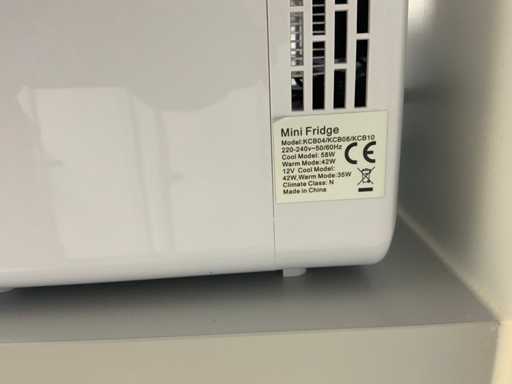 Mini Fridge
Model:KCB04/KCB06/KCB10
220-240v~50/60Hz
Cool Model: 58W
Warm Mode:42W
12V Cool Model:
42W,Warm Mode:35W
Climate Class: N
Made in China
CE